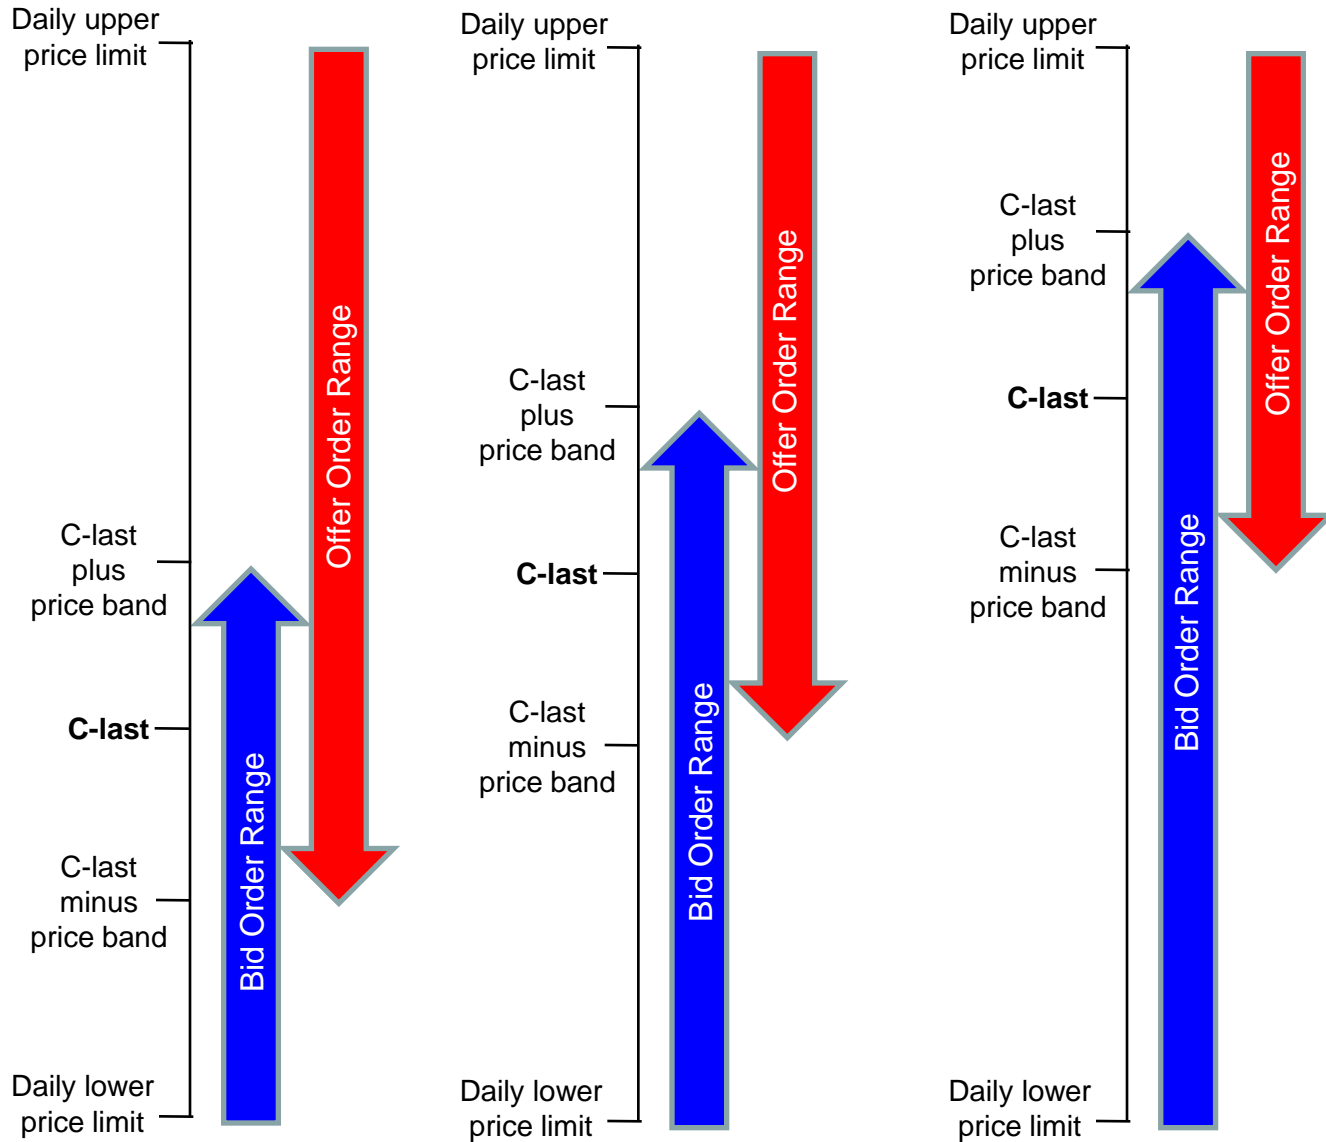 Daily upper
price limit
C-last
plus
price band
C-last
C-last
minus
price band
Daily lower
price limit
Bid Order Range
Offer Order Range
Daily upper
price limit
C-last
plus
price band
C-last
C-last
minus
price band
Daily lower
price limit
Bid Order Range
Offer Order Range
Daily upper
price limit
C-last
plus
price band
C-last
C-last
minus
price band
Daily lower
price limit
Bid Order Range
Offer Order Range